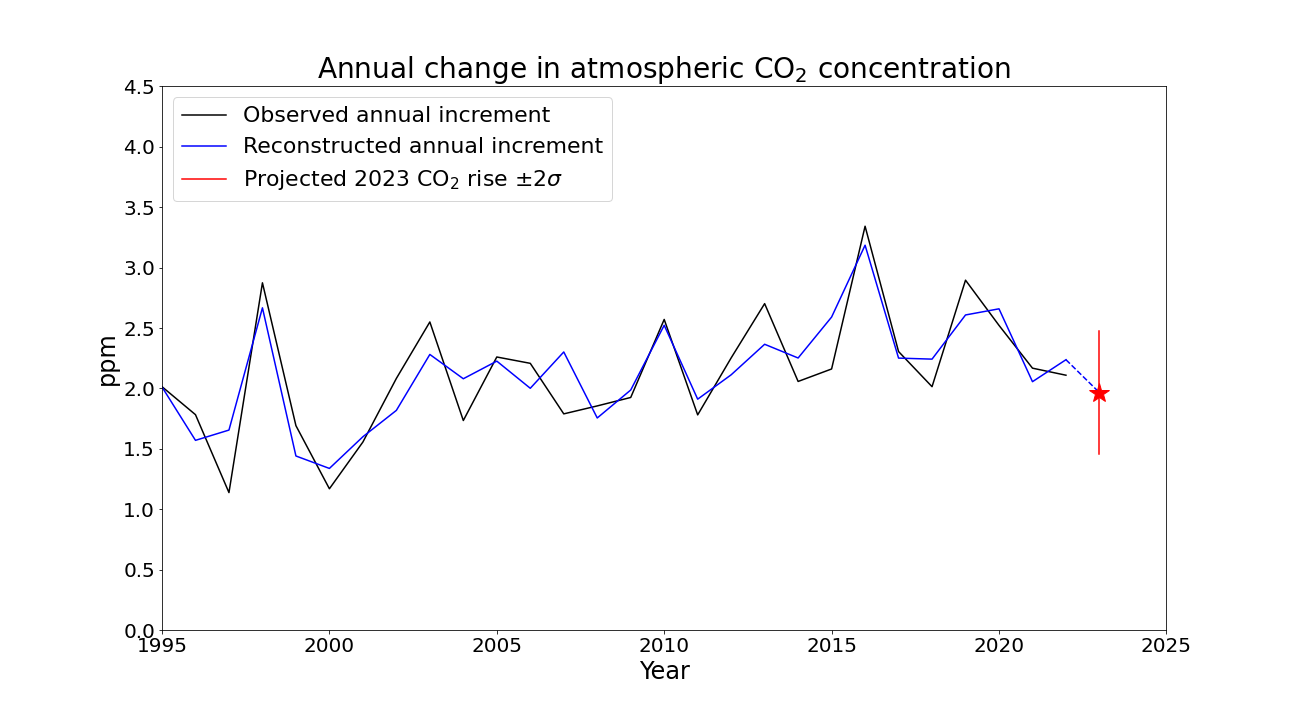 Annual change in atmospheric CO₂ concentration
4.5
4.0
3.5
3.0
2.5
2.0
1.5
1.0
0.5
0.0
ppm
Observed annual increment
Reconstructed annual increment
Projected 2023 CO₂ rise ±2σ
1995 2000 2005 2010 2015 2020 2025
Year